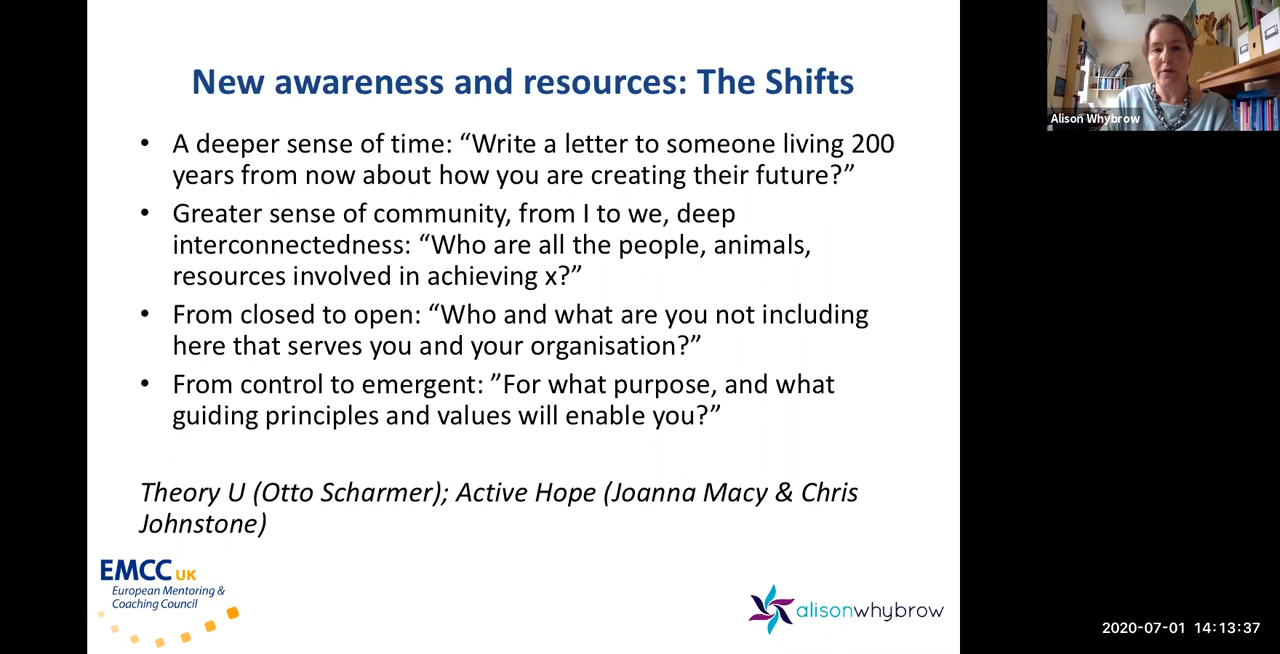 New awareness and resources: The Shifts
• A deeper sense of time: “Write a letter to someone living 200
years from now about how you are creating their future?”
• Greater sense of community, from I to we, deep
interconnectedness: “Who are all the people, animals,
resources involved in achieving x?”
• From closed to open: “Who and what are you not including
here that serves you and your organisation?”
• From control to emergent: ”For what purpose, and what
guiding principles and values will enable you?”
Theory U (Otto Scharmer); Active Hope (Joanna Macy & Chris
Johnstone)
EMCC UK
European Mentoring &
Coaching Council
alisonwhybrow
Alison Whybrow
2020-07-01 14:13:37